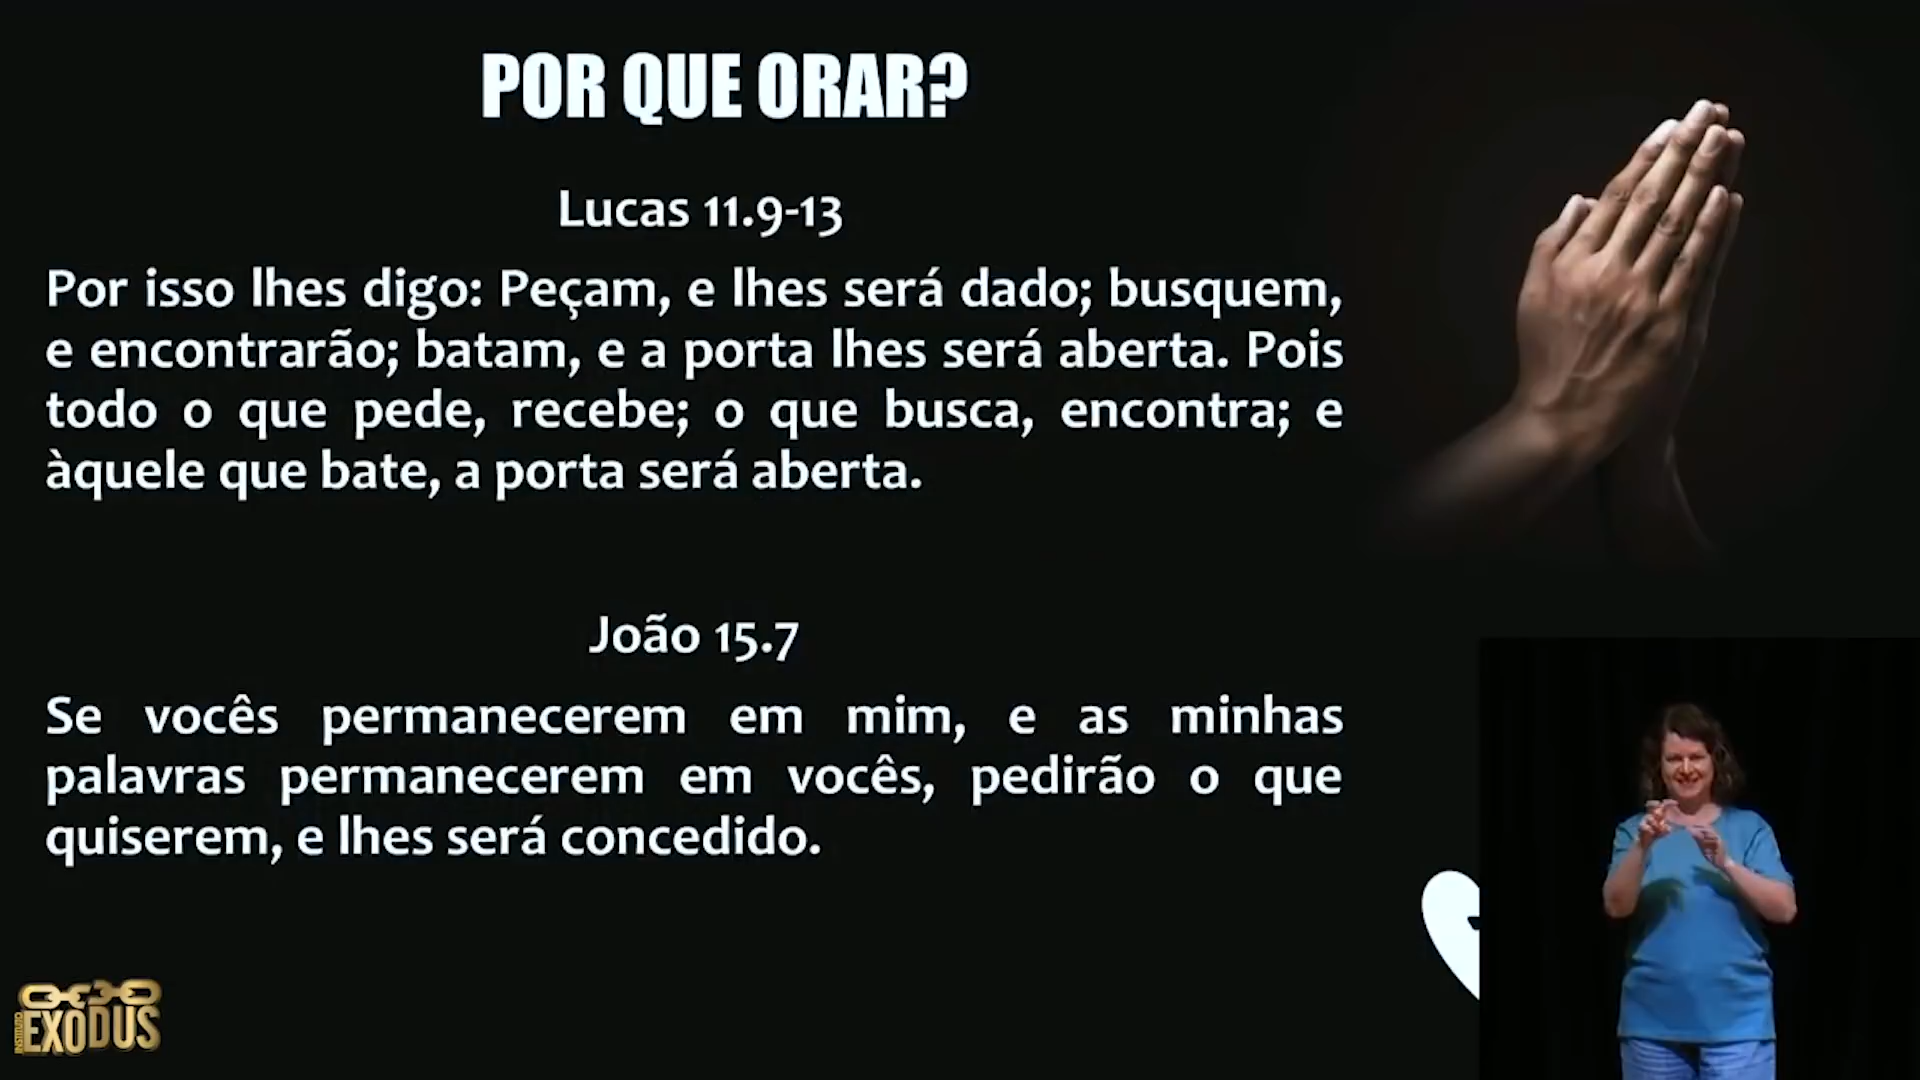 POR QUE ORAR?
Lucas 11.9-13
Por isso lhes digo: Peçam, e lhes será dado; busquem,
e encontrarão; batam, e a porta lhes será aberta. Pois
todo o que pede, recebe; o que busca, encontra; e
àquele que bate, a porta será aberta.
João 15.7
Se vocês permanecerem em mim, e as minhas
palavras permanecerem em vocês, pedirão o que
quiserem, e lhes será concedido.
INSTITUTO
EXODUS